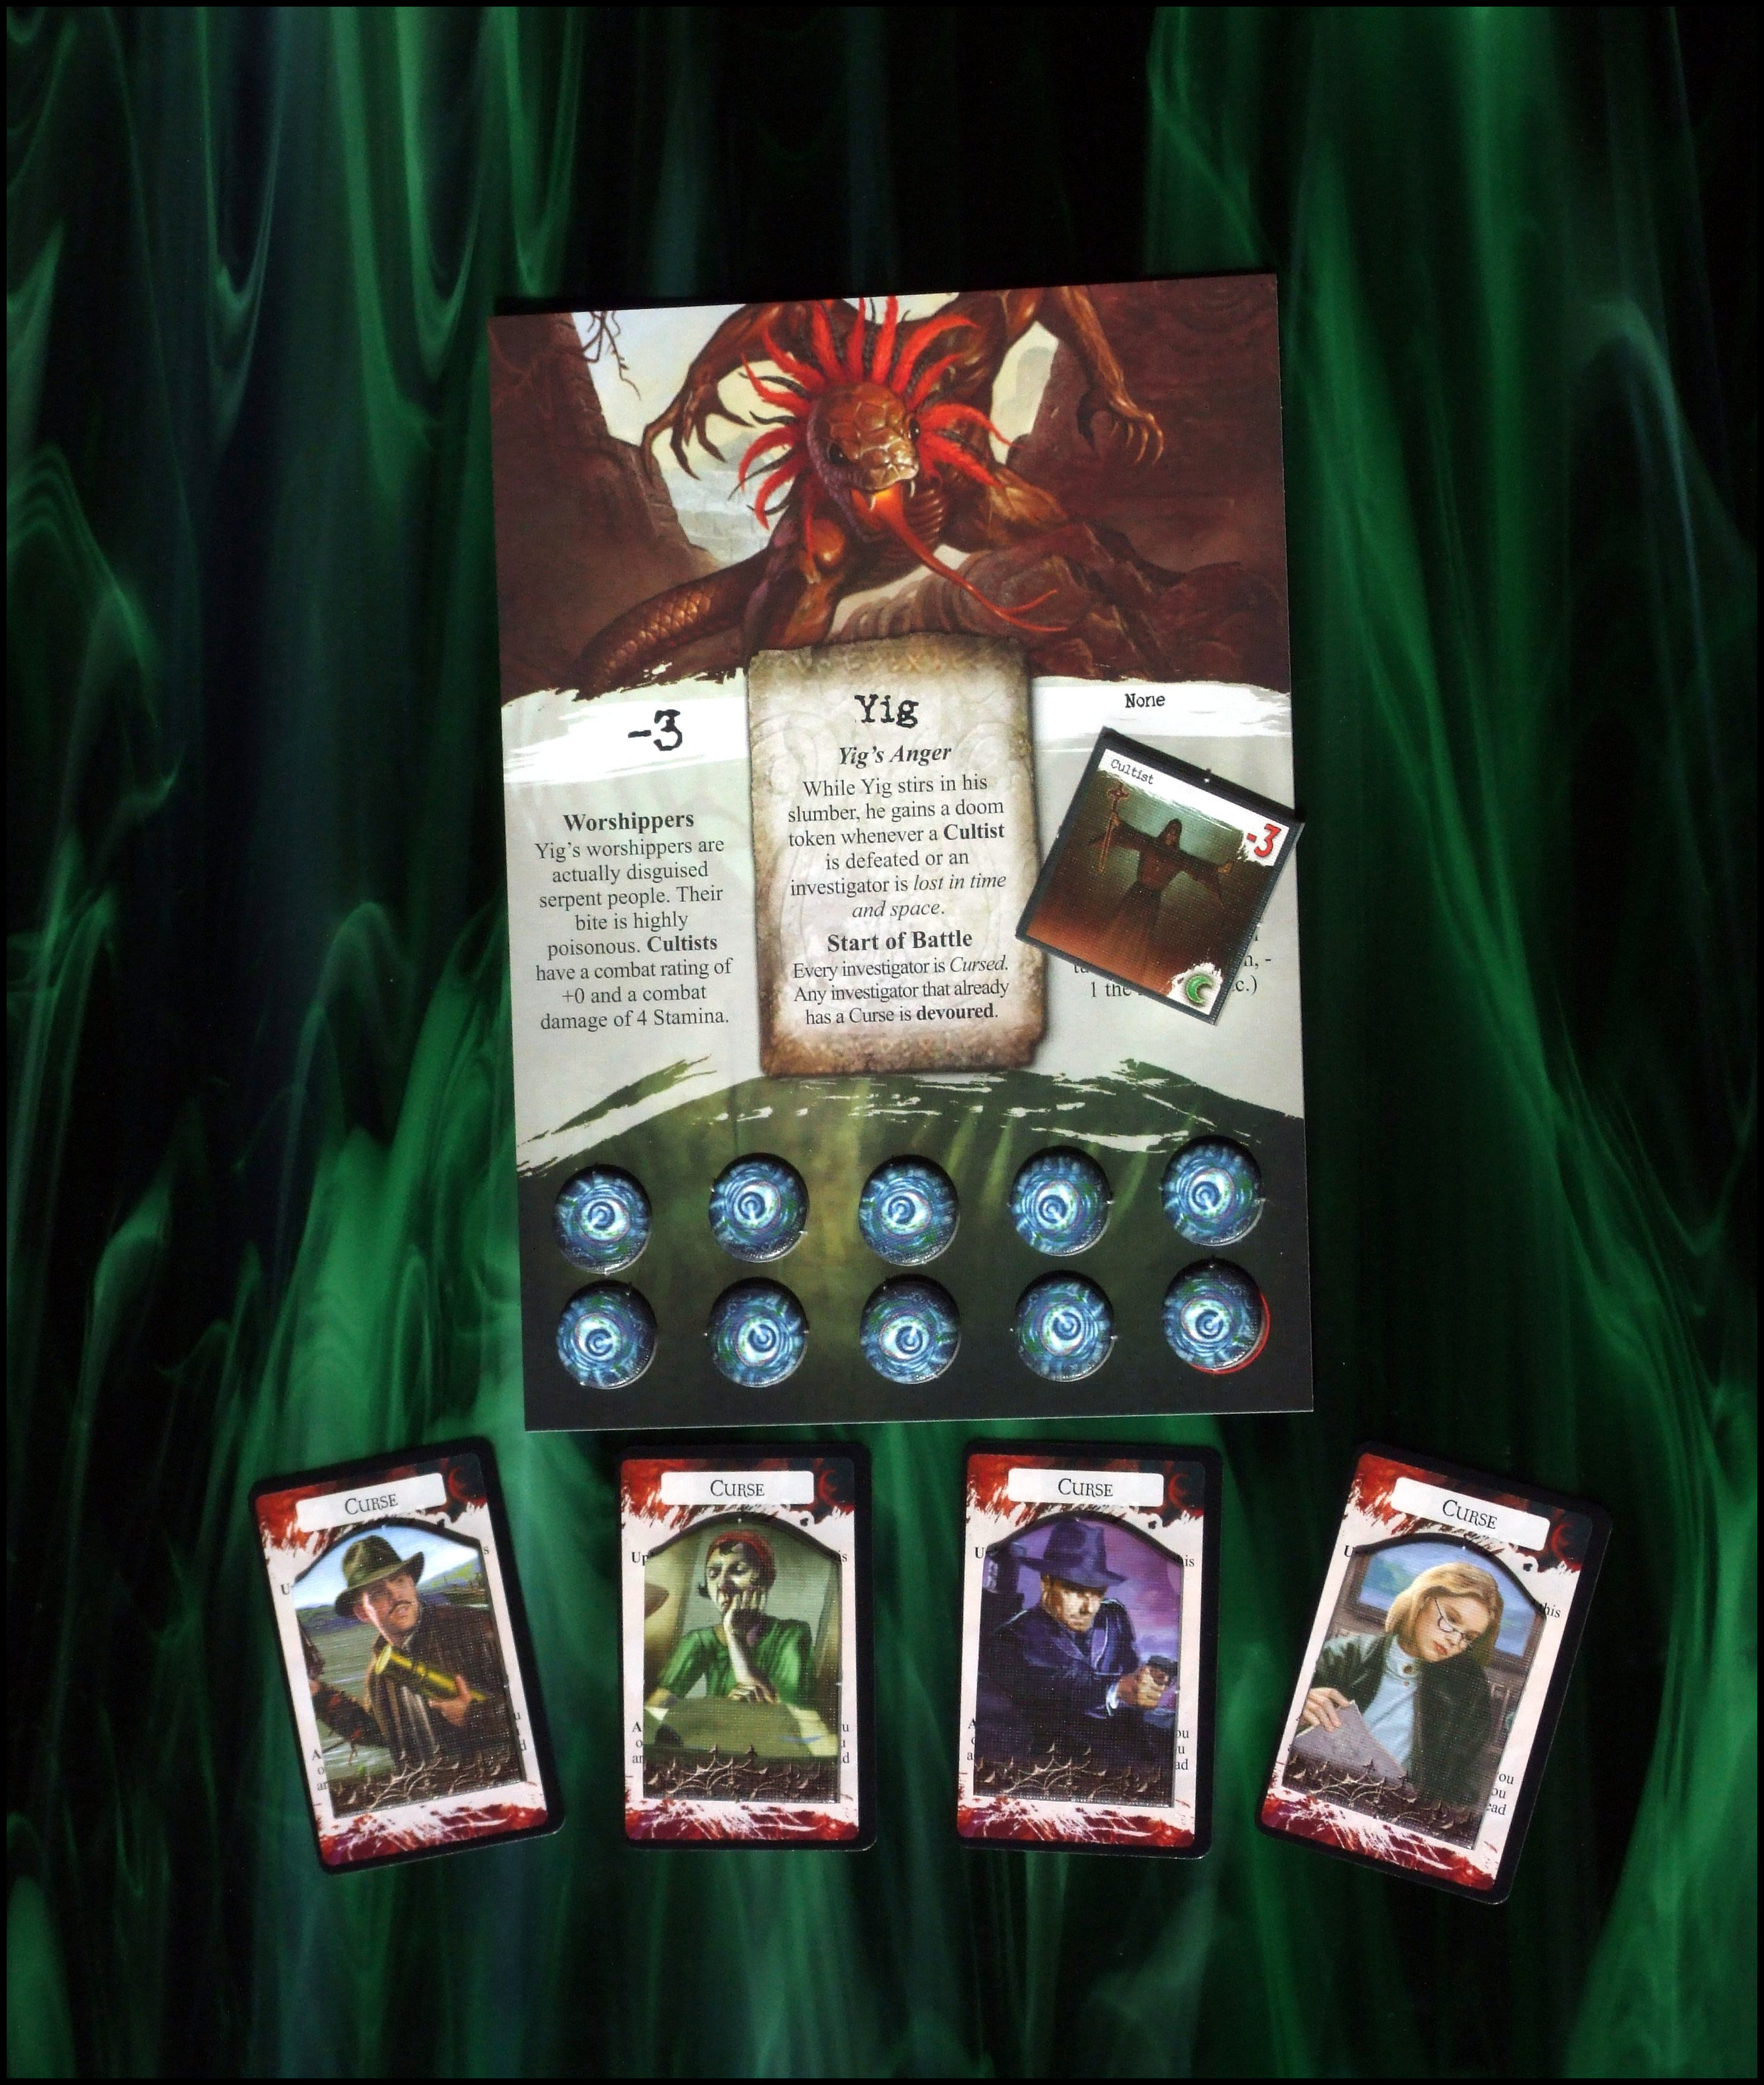 -3
Worshippers
Yig's worshippers are
actually disguised
serpent people. Their
bite is highly
poisonous. Cultists
have a combat rating of
+0 and a combat
damage of 4 Stamina.
Yig
Yig's Anger
While Yig stirs in his
slumber, he gains a doom
token whenever a Cultist
is defeated or an
investigator is lost in time
and space.
Start of Battle
Every investigator is Cursed.
Any investigator that already
has a Curse is devoured.
None
Cultist
-3
1 the
CURSE
CURSE
CURSE
CURSE